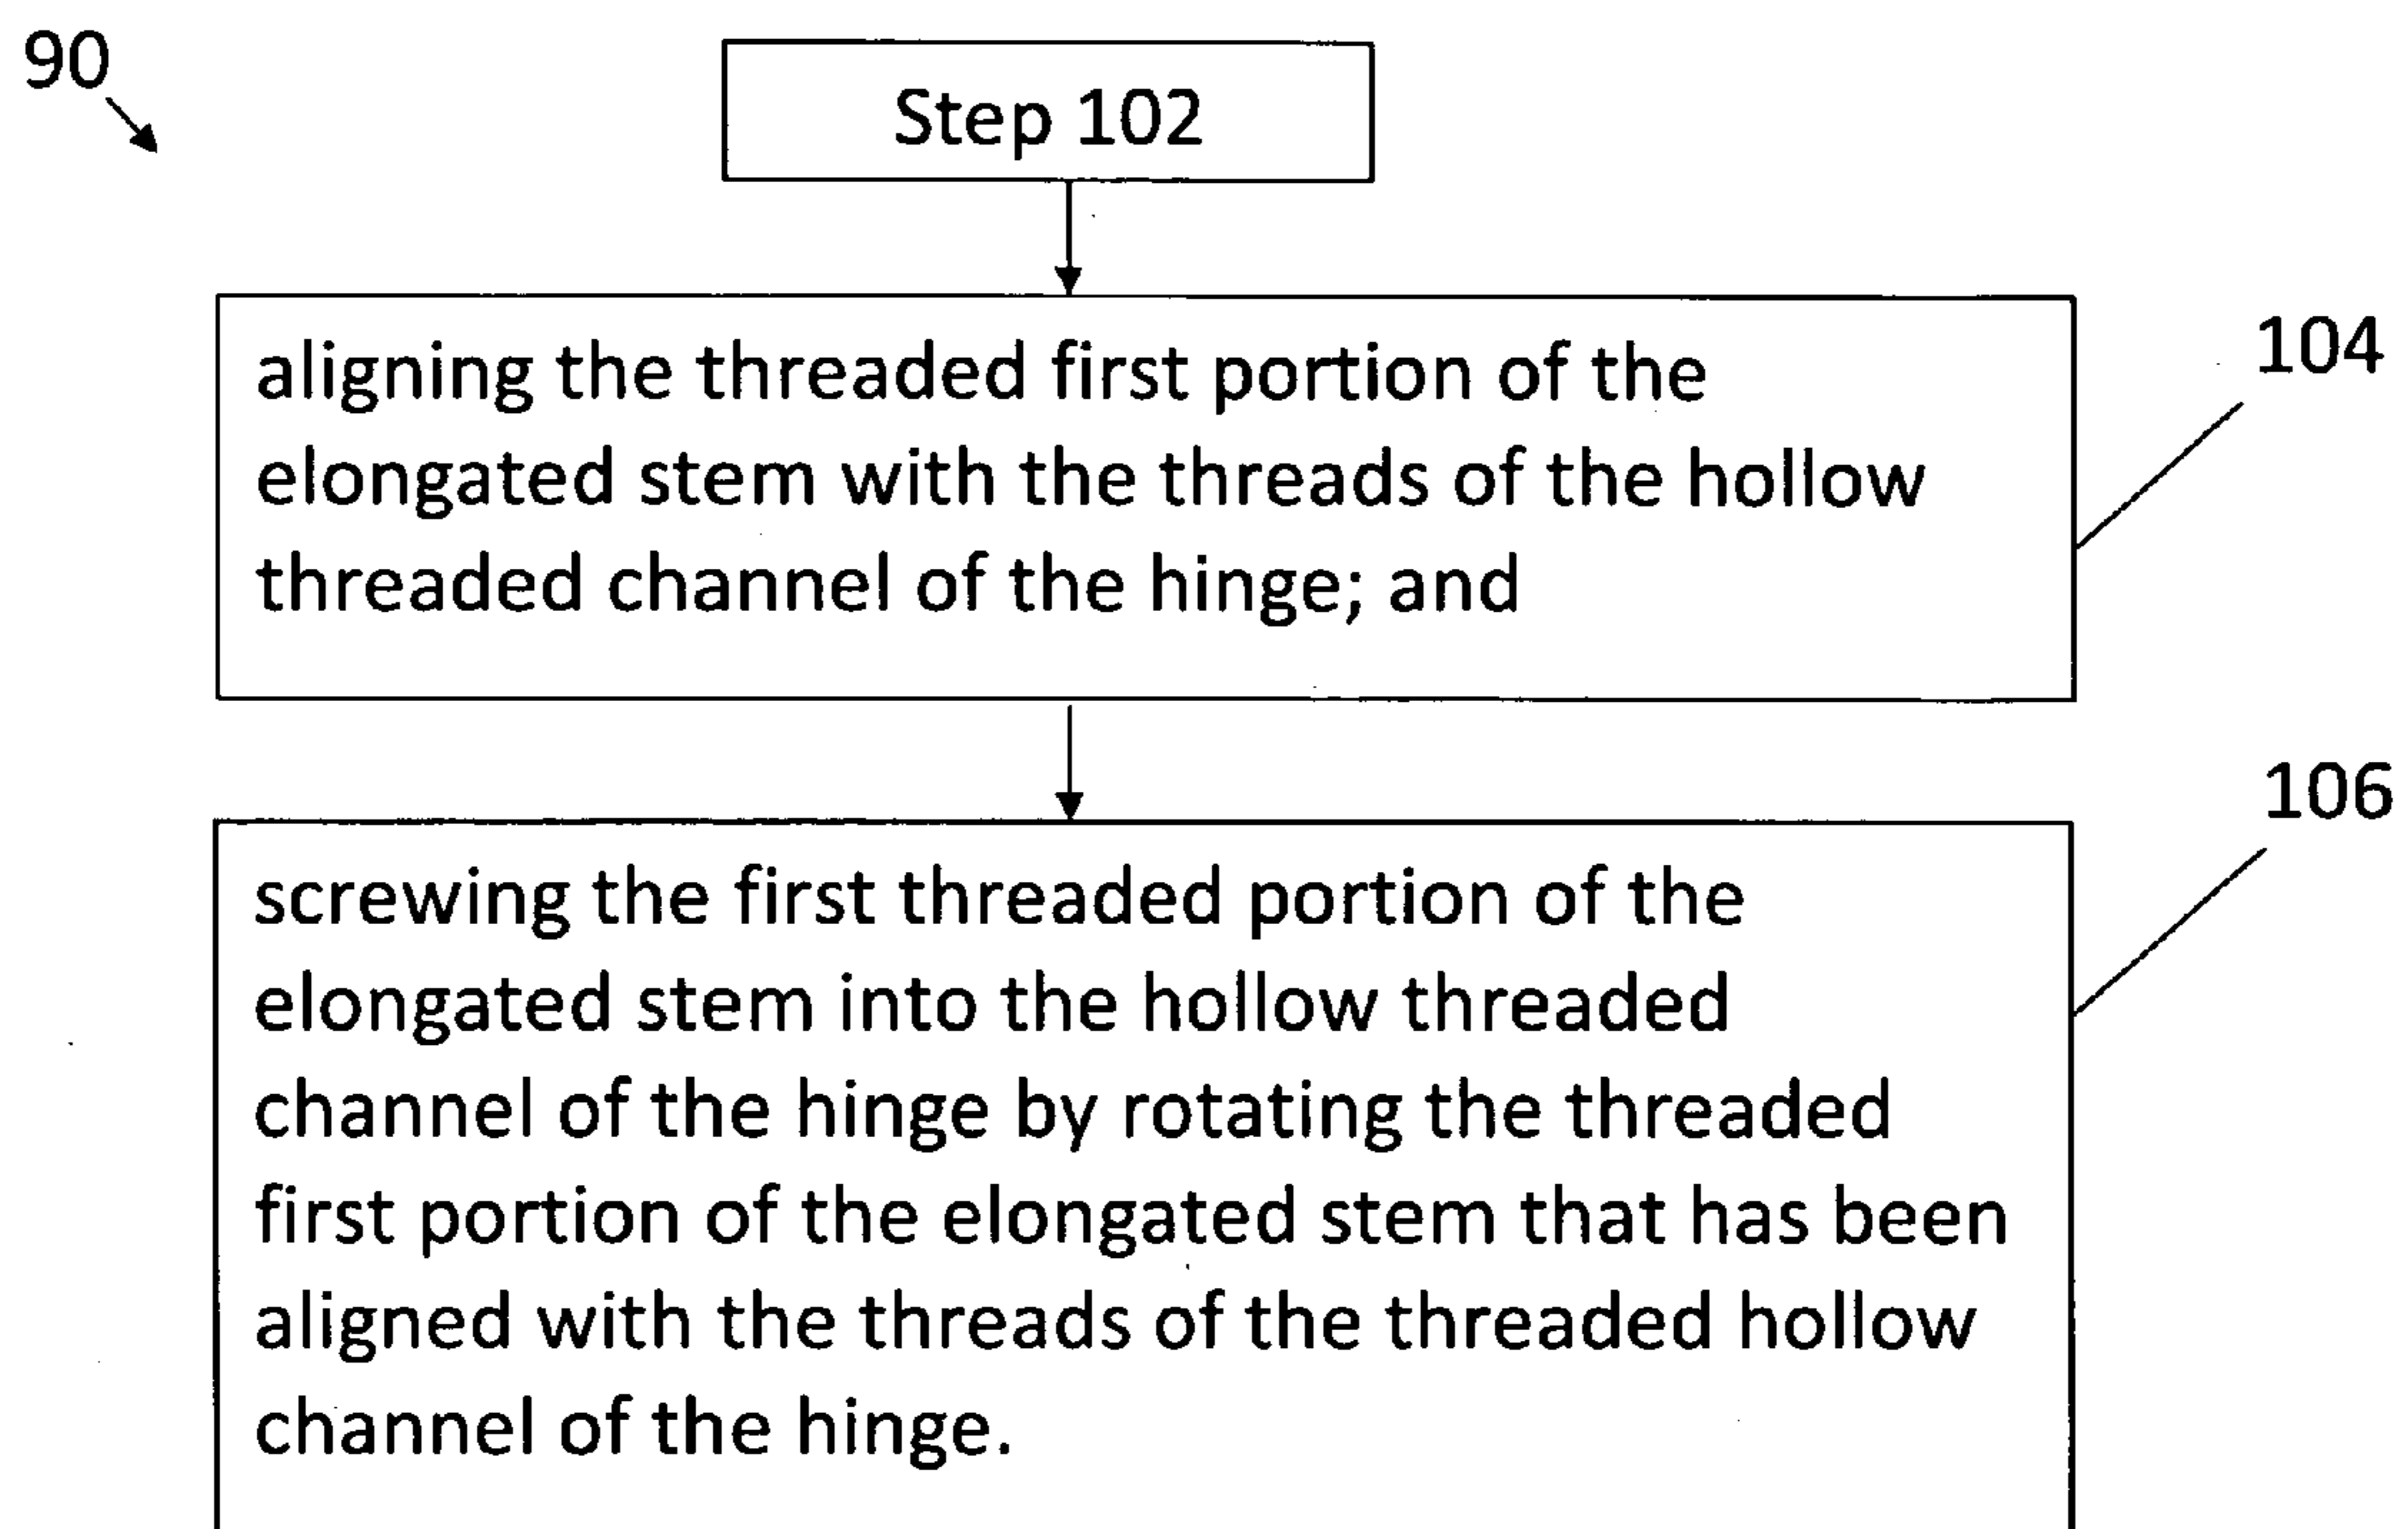 90
Step 102
aligning the threaded first portion of the
elongated stem with the threads of the hollow
threaded channel of the hinge; and
104
screwing the first threaded portion of the
elongated stem into the hollow threaded
channel of the hinge by rotating the threaded
first portion of the elongated stem that has been
aligned with the threads of the threaded hollow
channel of the hinge.
106